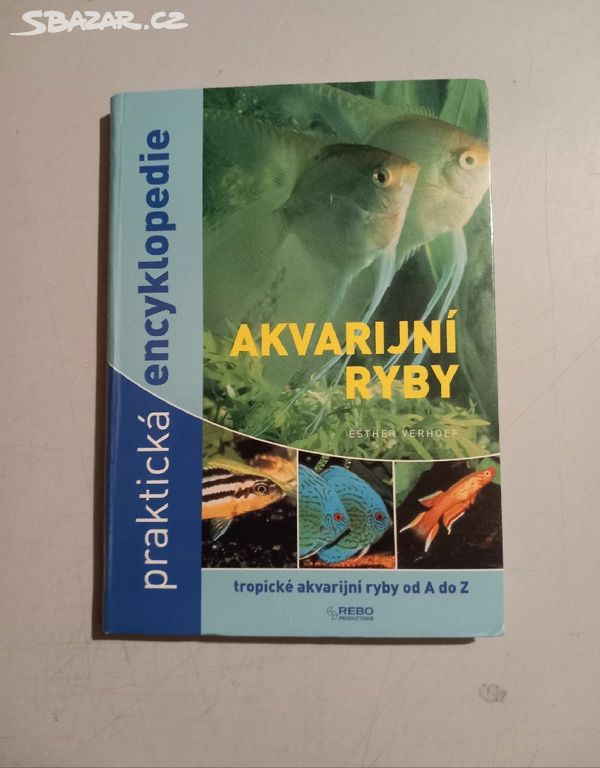 SBAZAR.CZ
praktická encyklopedie
AKVARIJNÍ
RYBY
ESTHER VERHOEF
tropické akvarijní ryby od A do Z
REBO
PRODUCTIONS